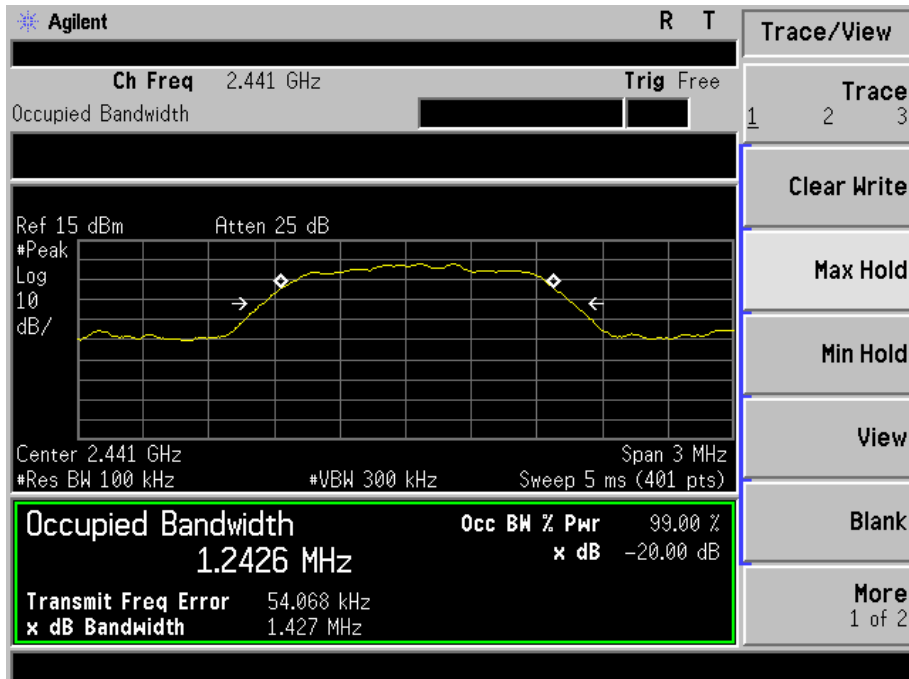 Agilent R T
Ch Freq 2.441 GHz Trig Free
Occupied Bandwidth
Ref 15 dBm Atten 25 dB
#Peak
Log
10
dB/
Center 2.441 GHz Span 3 MHz
#Res BW 100 kHz #VBW 300 kHz Sweep 5 ms (401 pts)
Occupied Bandwidth Occ BW % Pwr 99.00 %
1.2426 MHz x dB -20.00 dB
Transmit Freq Error 54.068 kHz
x dB Bandwidth 1.427 MHz
Trace/View
Trace
1 2 3
Clear Write
Max Hold
Min Hold
View
Blank
More
1 of 2